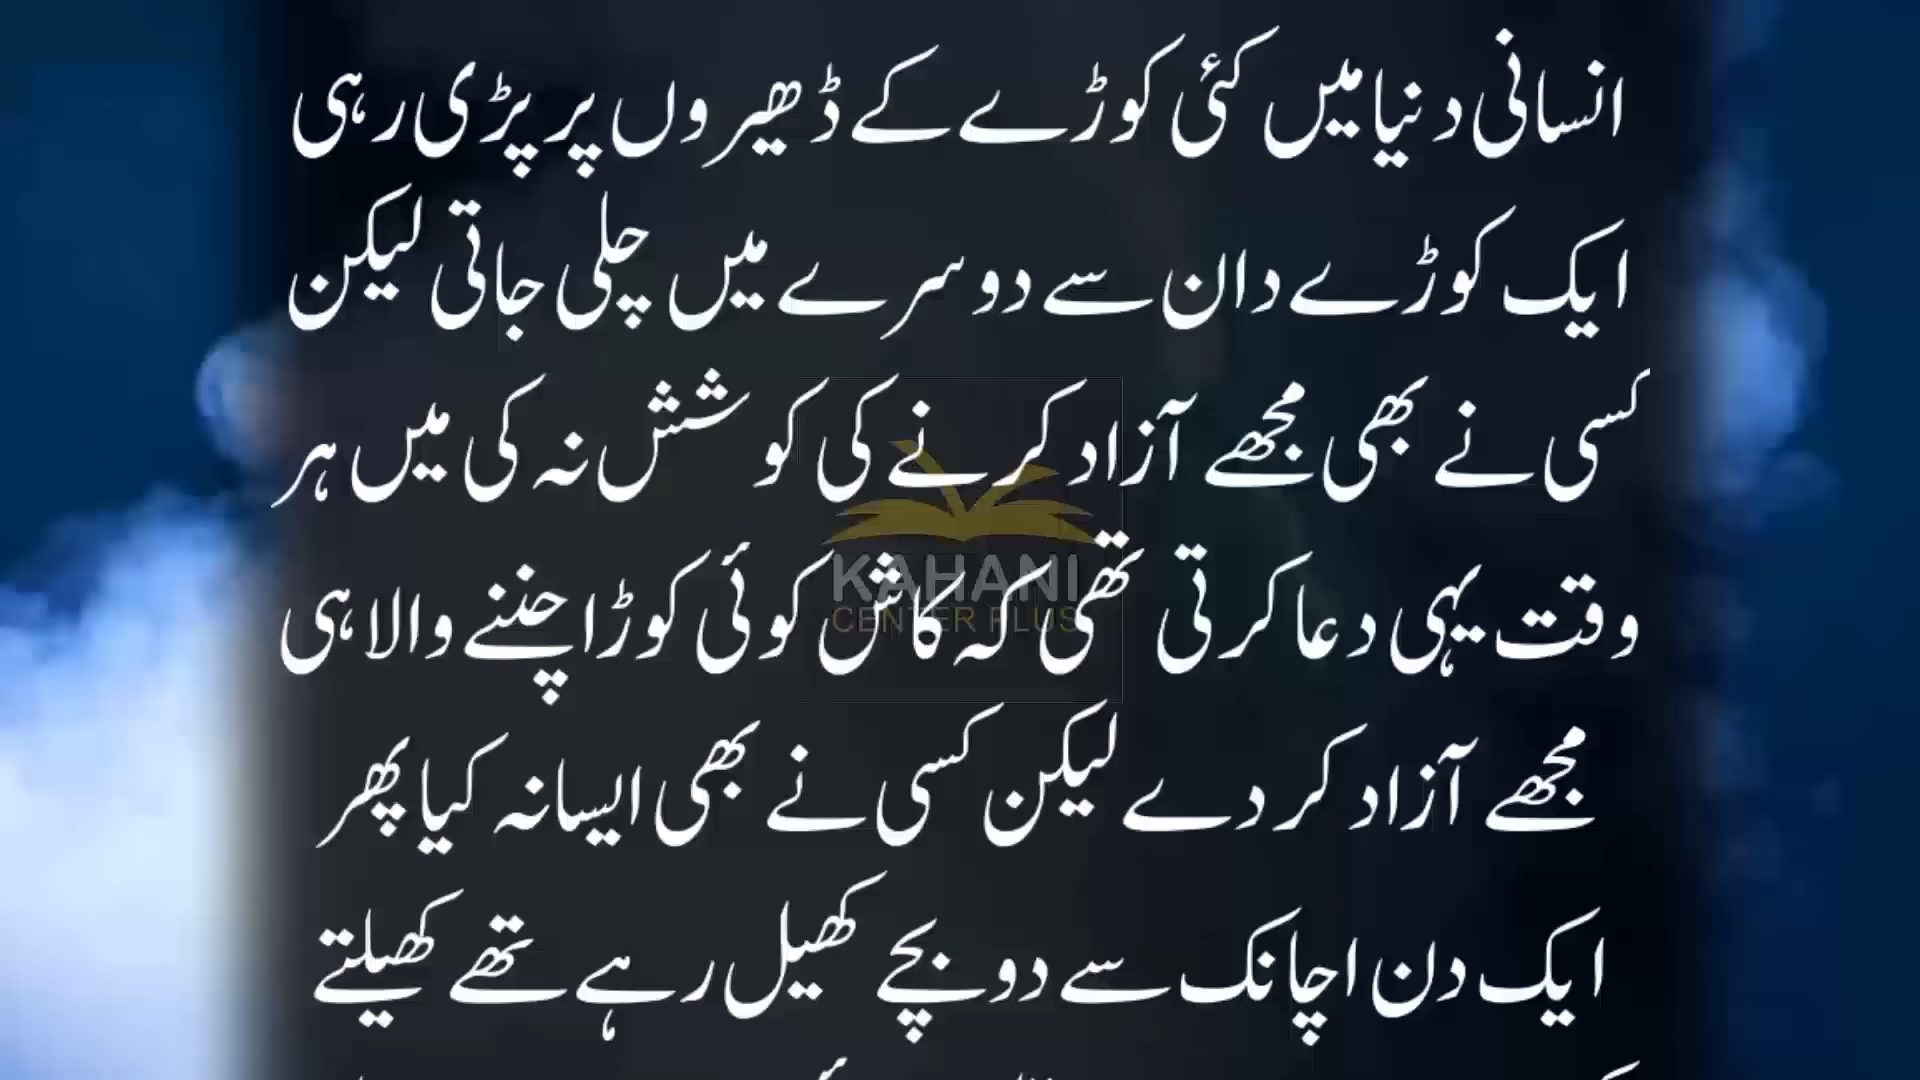 انسانی دنیا میں کئی کوڑے کے ڈھیروں پر پڑی رہی
ایک کوڑے دان سے دوسرے میں چلی جاتی لیکن
کسی نے بھی مجھے آزاد کرنے کی کوشش نہ کی میں ہر
وقت یہی دعا کرتی تھی کہ کاش کوئی کوڑا چننے والا ہی
مجھے آزاد کر دے لیکن کسی نے بھی ایسا نہ کیا پھر
ایک دن اچانک سے دو بچے کھیل رہے تھے کھیلتے
KAHANI
CENTER PLUS